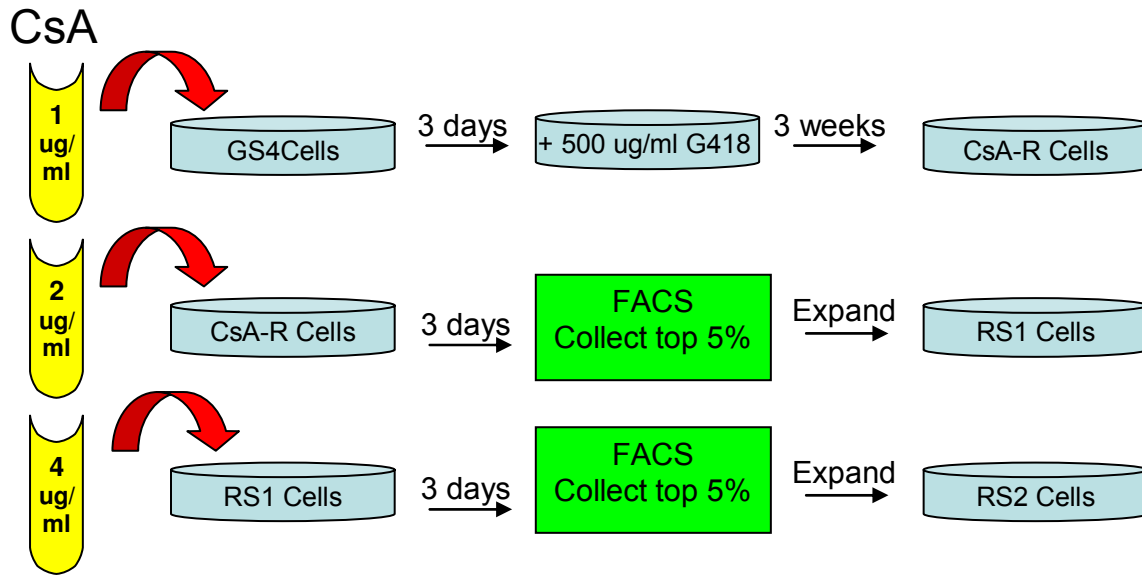 CsA
1
ug/
ml
GS4Cells
3 days
+ 500 ug/ml G418
3 weeks
CsA-R Cells
2
ug/
ml
CsA-R Cells
3 days
FACS
Collect top 5%
Expand
RS1 Cells
4
ug/
ml
RS1 Cells
3 days
FACS
Collect top 5%
Expand
RS2 Cells